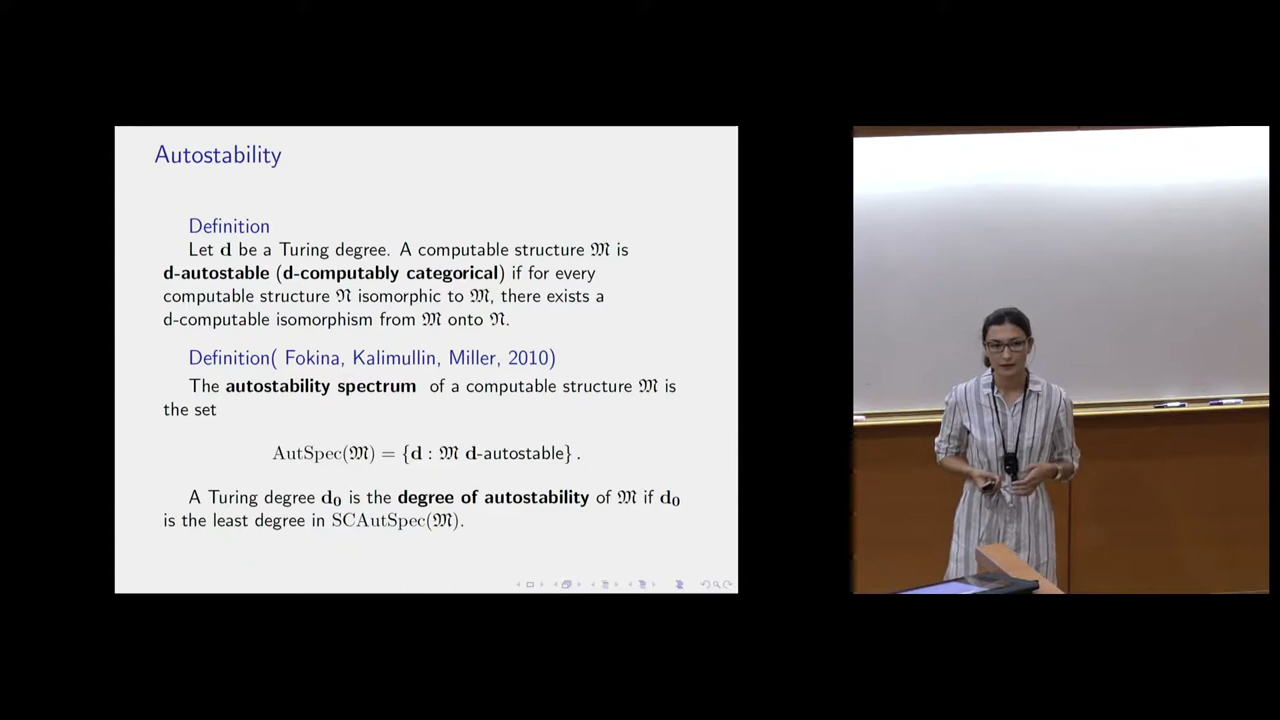 Autostability
Definition
Let d be a Turing degree. A computable structure 𝔐 is
d-autostable (d-computably categorical) if for every
computable structure 𝔑 isomorphic to 𝔐, there exists a
d-computable isomorphism from 𝔐 onto 𝔑.
Definition( Fokina, Kalimullin, Miller, 2010)
The autostability spectrum of a computable structure 𝔐 is
the set
AutSpec(𝔐) = {d : 𝔐 d-autostable} .
A Turing degree d₀ is the degree of autostability of 𝔐 if d₀
is the least degree in SCAutSpec(𝔐).